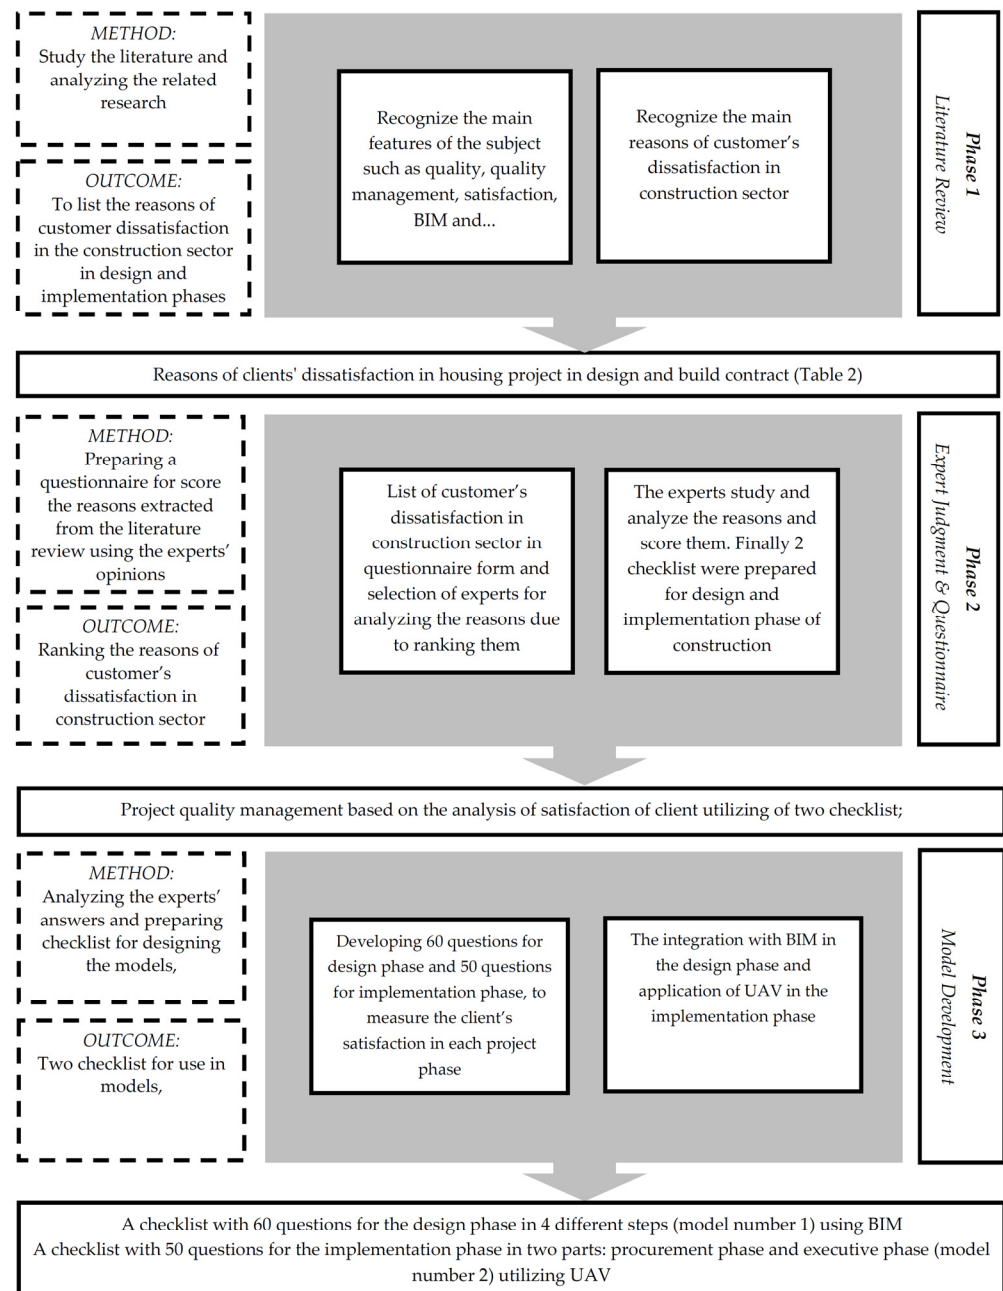 METHOD:
Study the literature and
analyzing the related
research
OUTCOME:
To list the reasons of
customer dissatisfaction
in the construction sector
in design and
implementation phases
Recognize the main
features of the subject
such as quality, quality
management, satisfaction,
BIM and...
Recognize the main
reasons of customer's
dissatisfaction in
construction sector
Phase 1
Literature Review
Reasons of clients' dissatisfaction in housing project in design and build contract (Table 2)
METHOD:
Preparing a
questionnaire for score
the reasons extracted
from the literature
review using the experts'
opinions
OUTCOME:
Ranking the reasons of
customer's
dissatisfaction in
construction sector
List of customer's
dissatisfaction in
construction sector in
questionnaire form and
selection of experts for
analyzing the reasons due
to ranking them
The experts study and
analyze the reasons and
score them. Finally 2
checklist were prepared
for design and
implementation phase of
construction
Phase 2
Expert Judgment & Questionnaire
Project quality management based on the analysis of satisfaction of client utilizing of two checklist;
METHOD:
Analyzing the experts'
answers and preparing
checklist for designing
the models,
OUTCOME:
Two checklist for use in
models,
Developing 60 questions for
design phase and 50 questions
for implementation phase, to
measure the client's
satisfaction in each project
phase
The integration with BIM in
the design phase and
application of UAV in the
implementation phase
Phase 3
Model Development
A checklist with 60 questions for the design phase in 4 different steps (model number 1) using BIM
A checklist with 50 questions for the implementation phase in two parts: procurement phase and executive phase (model
number 2) utilizing UAV